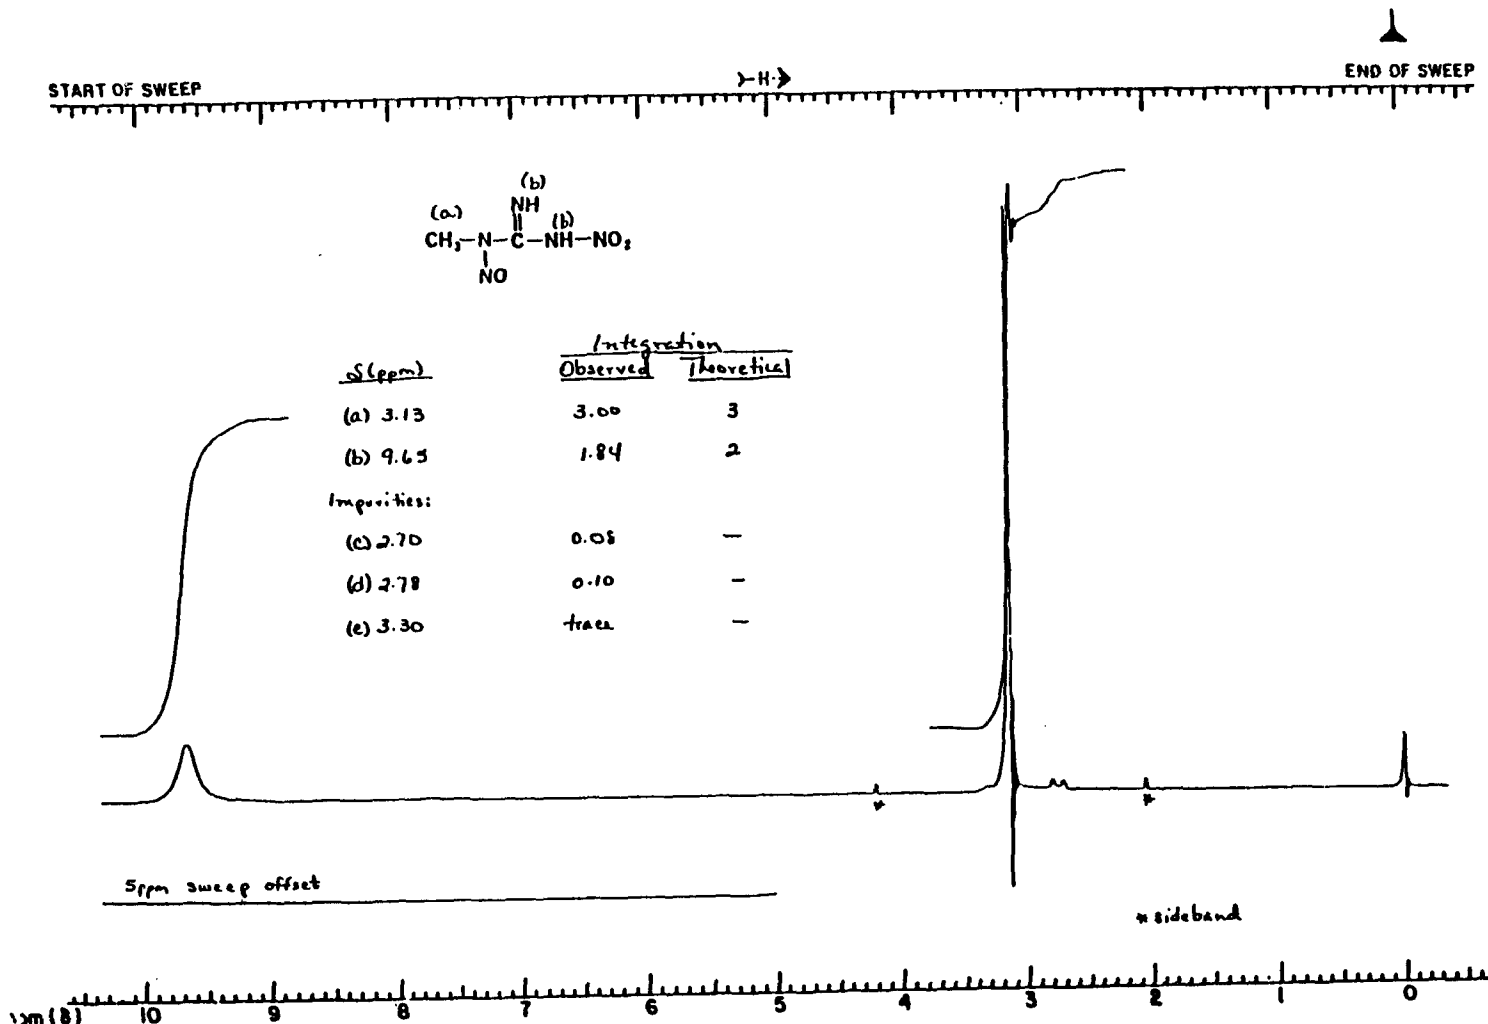 START OF SWEEP
>-H->
END OF SWEEP
(b)
NH
(a)
(b)
CH₃-N-C-NH-NO₂
NO
Integration
δ(ppm) Observed Theoretical
(a) 3.13 3.00 3
(b) 9.65 1.84 2
Impurities:
(c) 2.70 0.08 —
(d) 2.78 0.10 —
(e) 3.30 trace —
*
*
5ppm sweep offset
* sideband
10 9 8 7 6 5 4 3 2 1 0
(δ)